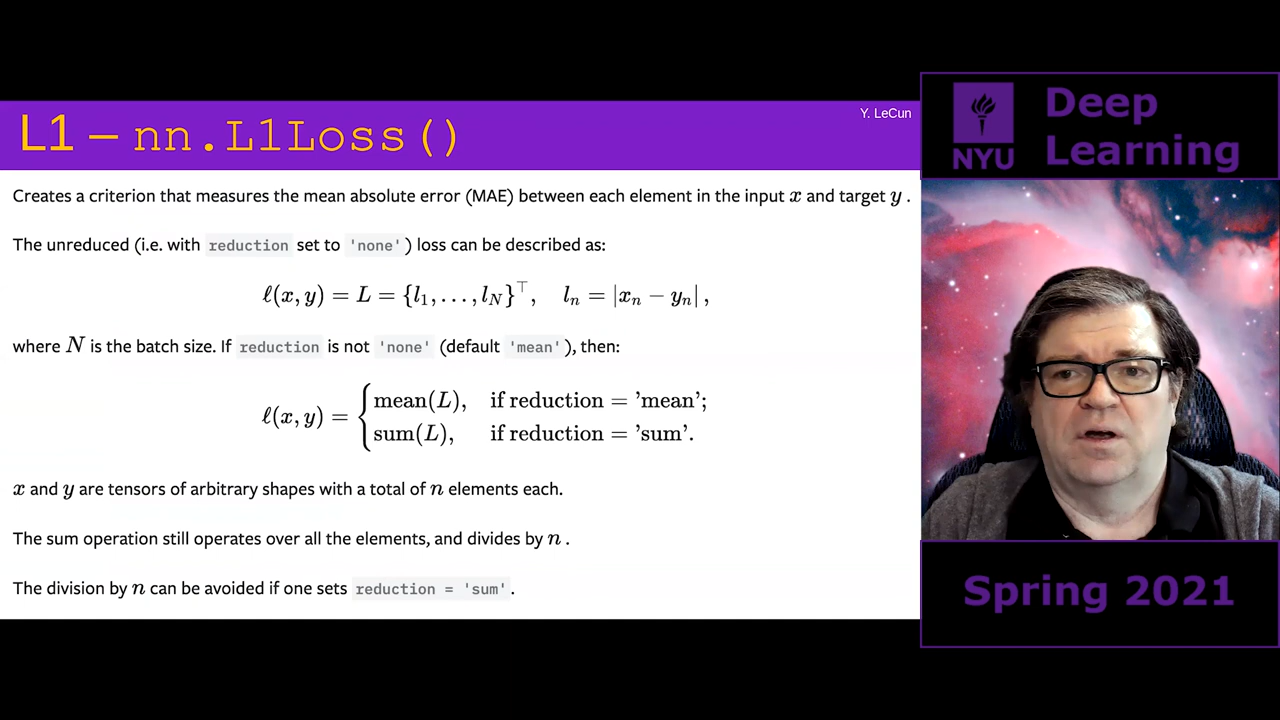 L1 – nn.L1Loss()
Y. LeCun
Creates a criterion that measures the mean absolute error (MAE) between each element in the input x and target y .
The unreduced (i.e. with reduction set to 'none' ) loss can be described as:
ℓ(x, y) = L = {l₁, . . . , l_N}^⊤, l_n = |x_n − y_n| ,
where N is the batch size. If reduction is not 'none' (default 'mean' ), then:
ℓ(x, y) = { mean(L), if reduction = 'mean';
sum(L), if reduction = 'sum'.
x and y are tensors of arbitrary shapes with a total of n elements each.
The sum operation still operates over all the elements, and divides by n .
The division by n can be avoided if one sets reduction = 'sum' .
NYU
Deep
Learning
Spring 2021